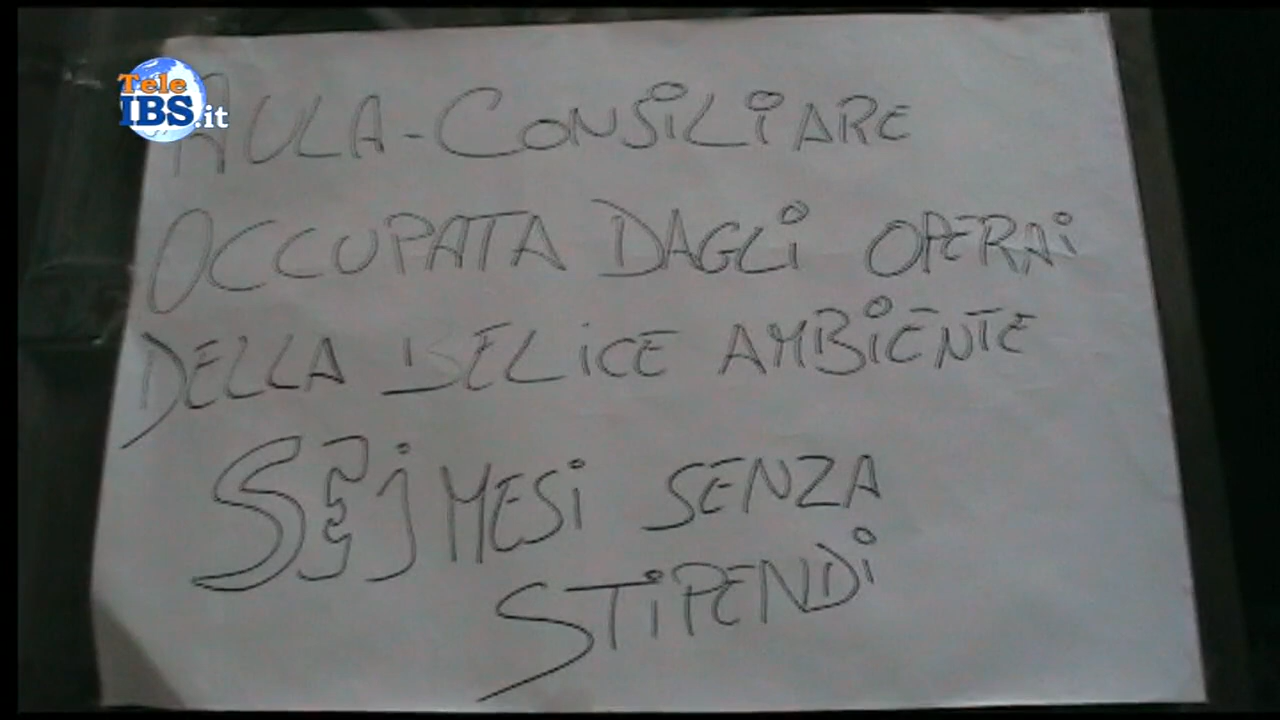 Tele
IBS.it
AULA-CONSILIARE
OCCUPATA DAGLI OPERAI
DELLA BELICE AMBIENTE
SEI MESI SENZA
STIPENDI